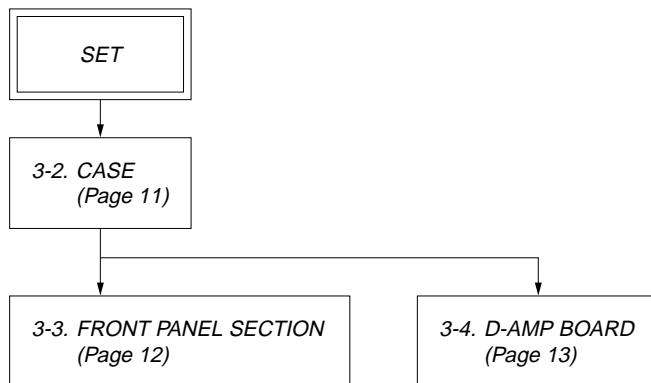 SET
3-2. CASE
(Page 11)
3-3. FRONT PANEL SECTION
(Page 12)
3-4. D-AMP BOARD
(Page 13)